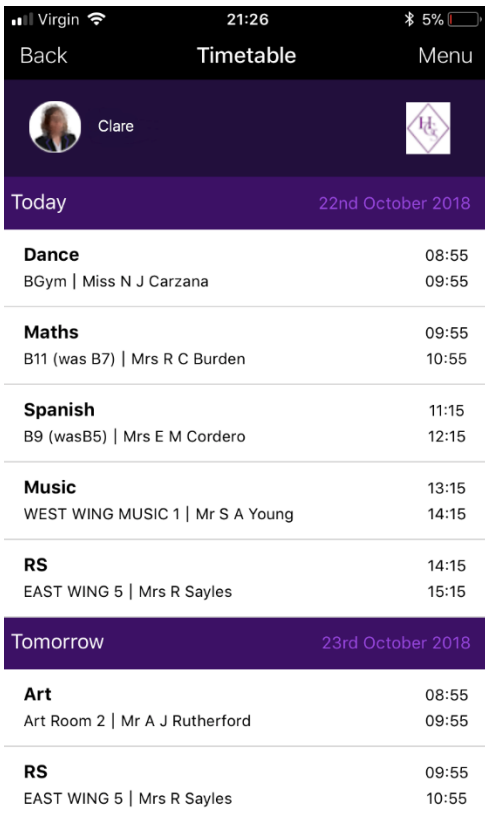 Virgin 21:26 5%
Back Timetable Menu
Clare
Today 22nd October 2018
Dance 08:55
BGym | Miss N J Carzana 09:55
Maths 09:55
B11 (was B7) | Mrs R C Burden 10:55
Spanish 11:15
B9 (wasB5) | Mrs E M Cordero 12:15
Music 13:15
WEST WING MUSIC 1 | Mr S A Young 14:15
RS 14:15
EAST WING 5 | Mrs R Sayles 15:15
Tomorrow 23rd October 2018
Art 08:55
Art Room 2 | Mr A J Rutherford 09:55
RS 09:55
EAST WING 5 | Mrs R Sayles 10:55